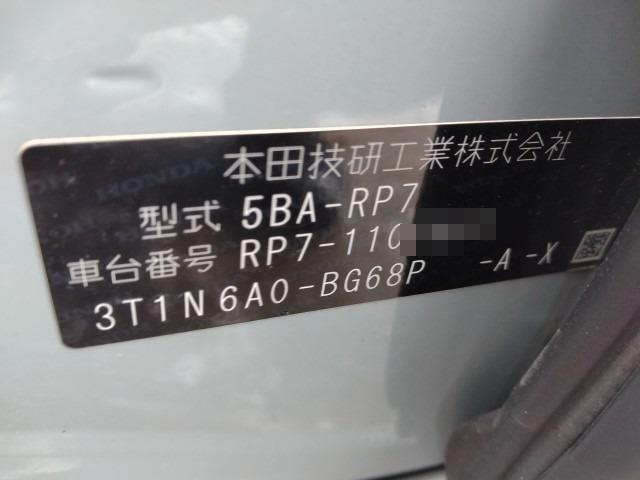 本田技研工業株式会社
型式 5BA-RP7
車台番号 RP7-110
3T1N6A0-BG68P -A -X